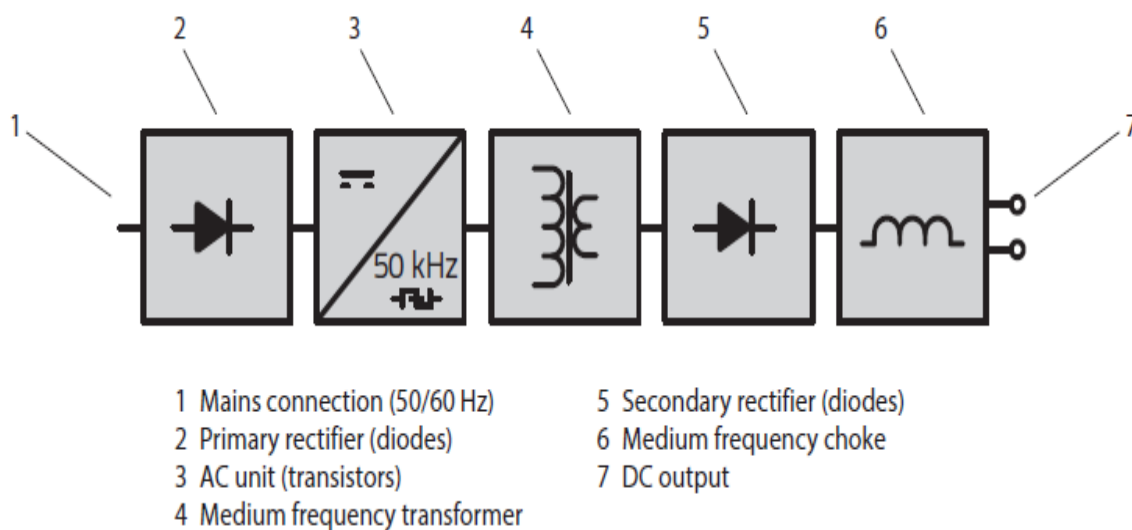 2 3 4 5 6
1 7
50 kHz
1 Mains connection (50/60 Hz)
2 Primary rectifier (diodes)
3 AC unit (transistors)
4 Medium frequency transformer
5 Secondary rectifier (diodes)
6 Medium frequency choke
7 DC output